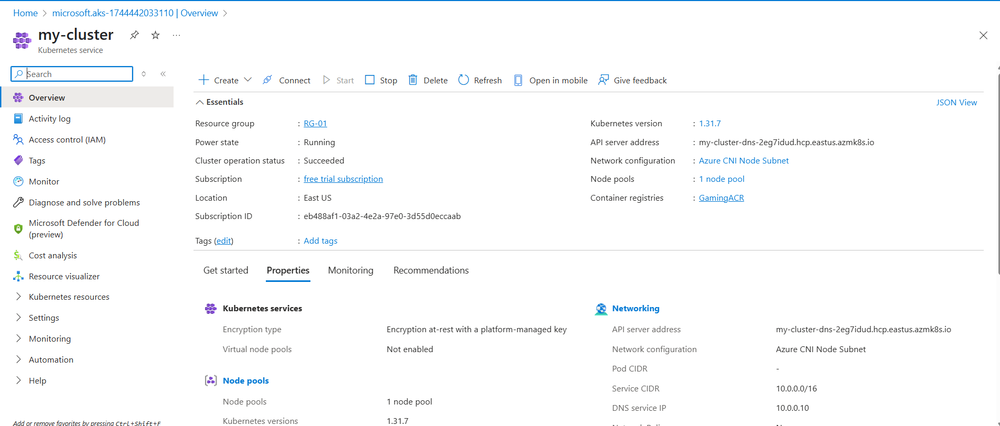 Home > microsoft.aks-1744442033110 | Overview >
my-cluster
Kubernetes service
Search
Overview
Activity log
Access control (IAM)
Tags
Monitor
Diagnose and solve problems
Microsoft Defender for Cloud
(preview)
Cost analysis
Resource visualizer
Kubernetes resources
Settings
Monitoring
Automation
Help
Add or remove favorites by pressing Ctrl+Shift+F
Create Connect Start Stop Delete Refresh Open in mobile Give feedback
Essentials JSON View
Resource group : RG-01
Power state : Running
Cluster operation status : Succeeded
Subscription : free trial subscription
Location : East US
Subscription ID : eb488af1-03a2-4e2a-97e0-3d55d0eccaab
Tags (edit) : Add tags
Kubernetes version : 1.31.7
API server address : my-cluster-dns-2eg7idud.hcp.eastus.azmk8s.io
Network configuration : Azure CNI Node Subnet
Node pools : 1 node pool
Container registries : GamingACR
Get started Properties Monitoring Recommendations
Kubernetes services
Encryption type Encryption at-rest with a platform-managed key
Virtual node pools Not enabled
Node pools
Node pools 1 node pool
Kubernetes versions 1.31.7
Networking
API server address my-cluster-dns-2eg7idud.hcp.eastus.azmk8s.io
Network configuration Azure CNI Node Subnet
Pod CIDR -
Service CIDR 10.0.0.0/16
DNS service IP 10.0.0.10